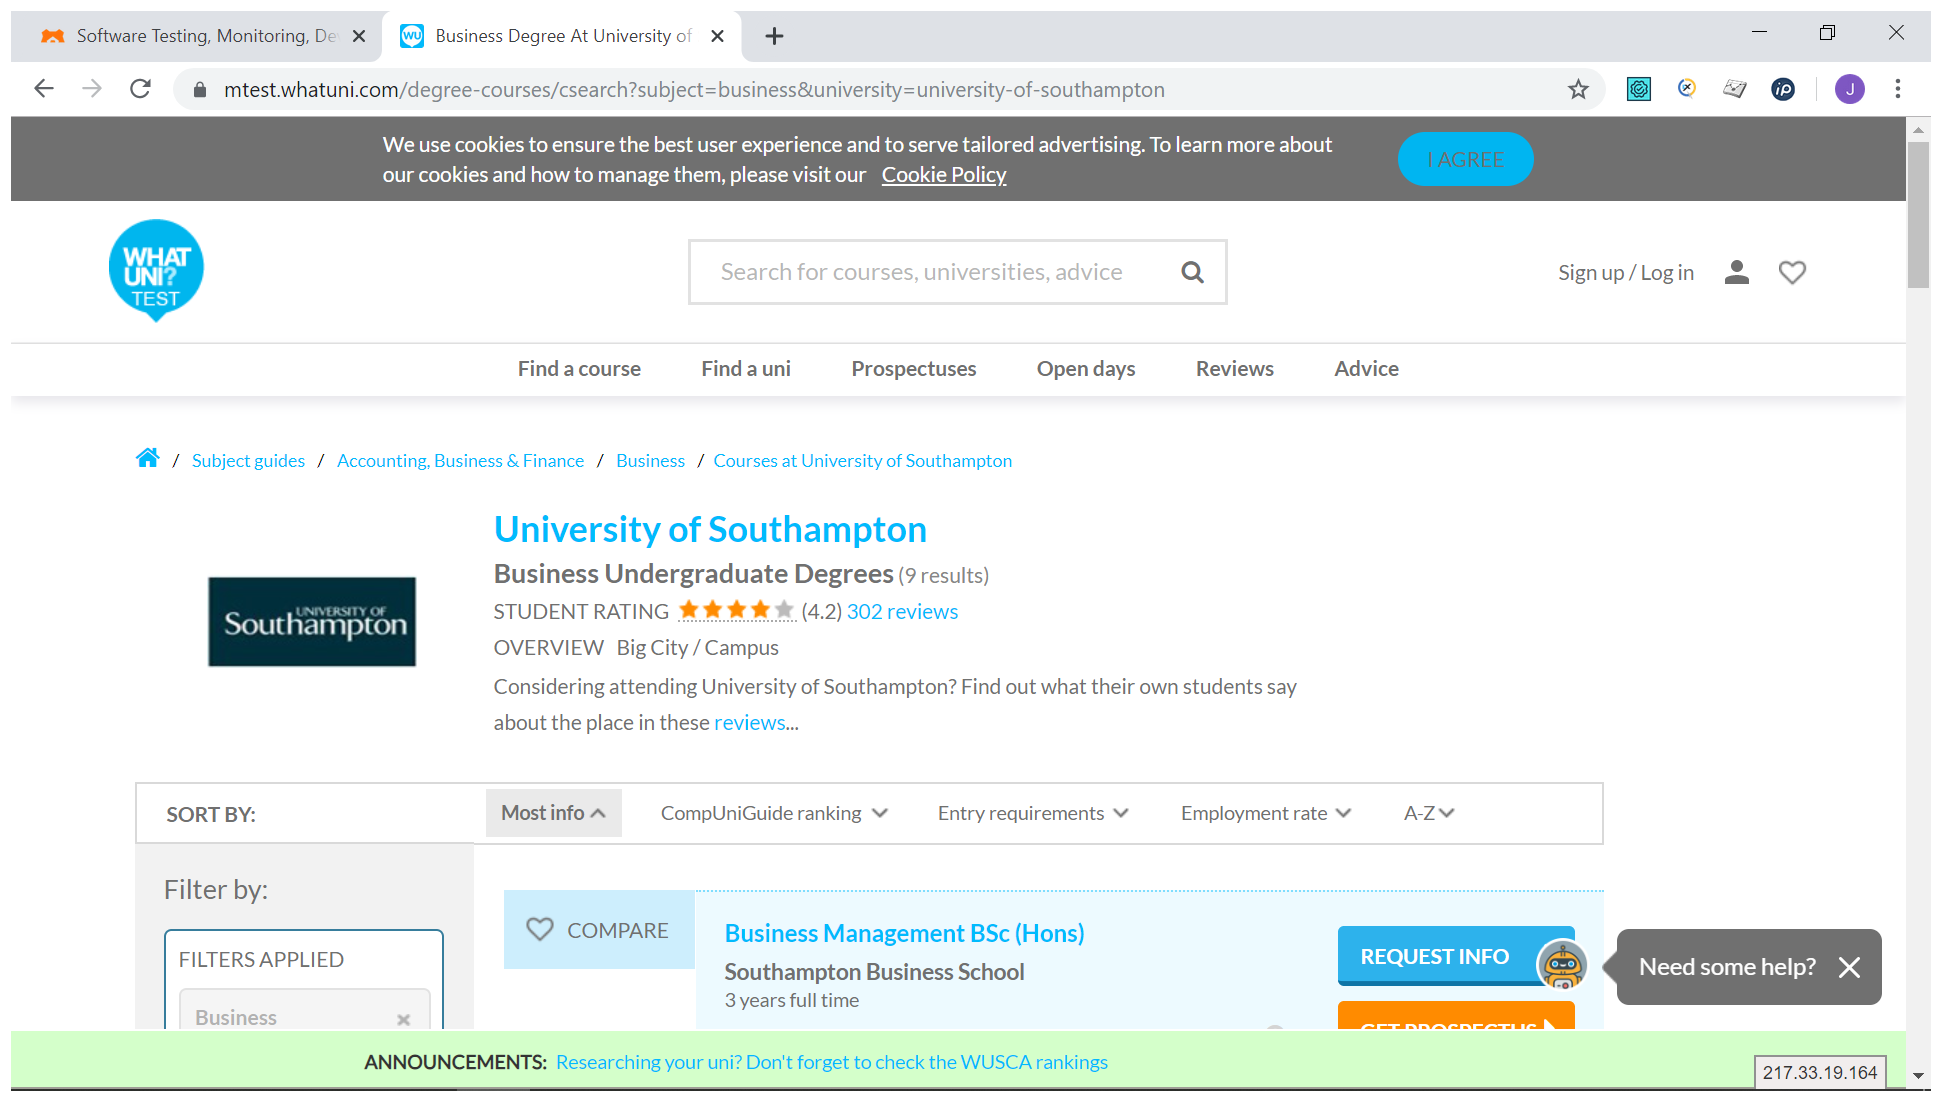 Software Testing, Monitoring, De
Business Degree At University of
mtest.whatuni.com/degree-courses/csearch?subject=business&university=university-of-southampton
J
We use cookies to ensure the best user experience and to serve tailored advertising. To learn more about
our cookies and how to manage them, please visit our Cookie Policy
I AGREE
WHAT
UNI?
TEST
Search for courses, universities, advice
Sign up / Log in
Find a course Find a uni Prospectuses Open days Reviews Advice
/ Subject guides / Accounting, Business & Finance / Business / Courses at University of Southampton
UNIVERSITY OF
Southampton
University of Southampton
Business Undergraduate Degrees (9 results)
STUDENT RATING (4.2) 302 reviews
OVERVIEW Big City / Campus
Considering attending University of Southampton? Find out what their own students say
about the place in these reviews...
SORT BY: Most info CompUniGuide ranking Entry requirements Employment rate A-Z
Filter by:
FILTERS APPLIED
Business
COMPARE
Business Management BSc (Hons)
Southampton Business School
3 years full time
REQUEST INFO
GET PROSPECTUS
Need some help?
ANNOUNCEMENTS: Researching your uni? Don't forget to check the WUSCA rankings
217.33.19.164
WU
iP